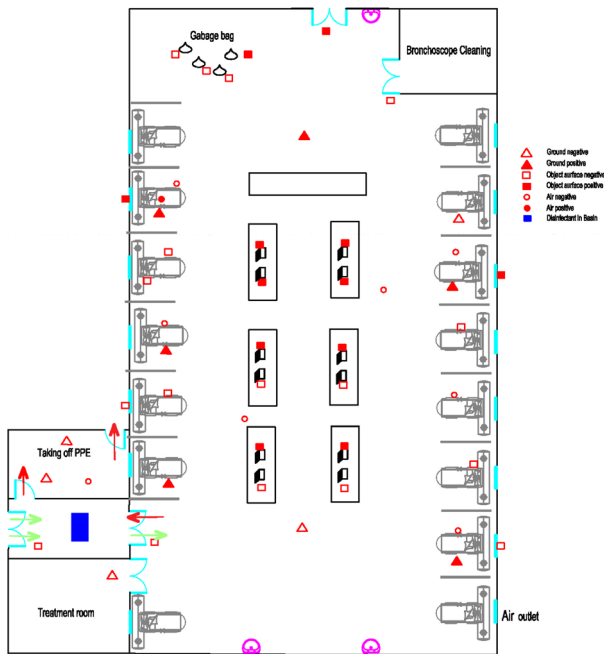 Gabage bag
Bronchoscope Cleaning
Ground negative
Ground positive
Object surface negative
Object surface positive
Air negative
Air positive
Disinfectant in Basin
Taking off PPE
Treatment room
Air outlet